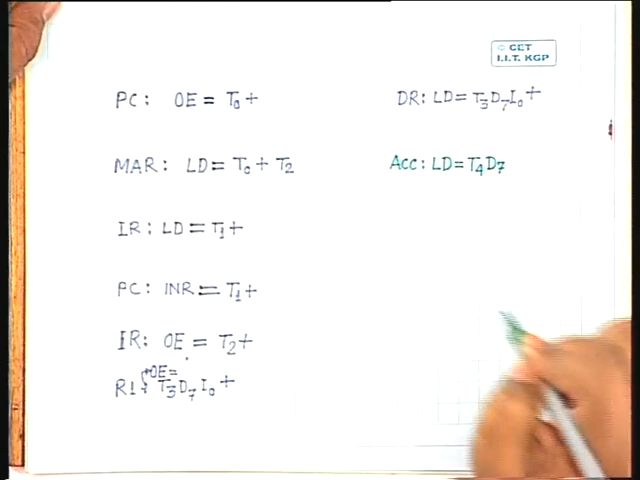 © CET
I.I.T. KGP
PC: OE = T₀ +
MAR: LD = T₀ + T₂
IR: LD = T₁ +
PC: INR = T₁ +
IR: OE = T₂ +
OE =
R1: T₃D₇I₀ +
DR: LD = T₃D₇I₀ +
Acc: LD = T₄D₇